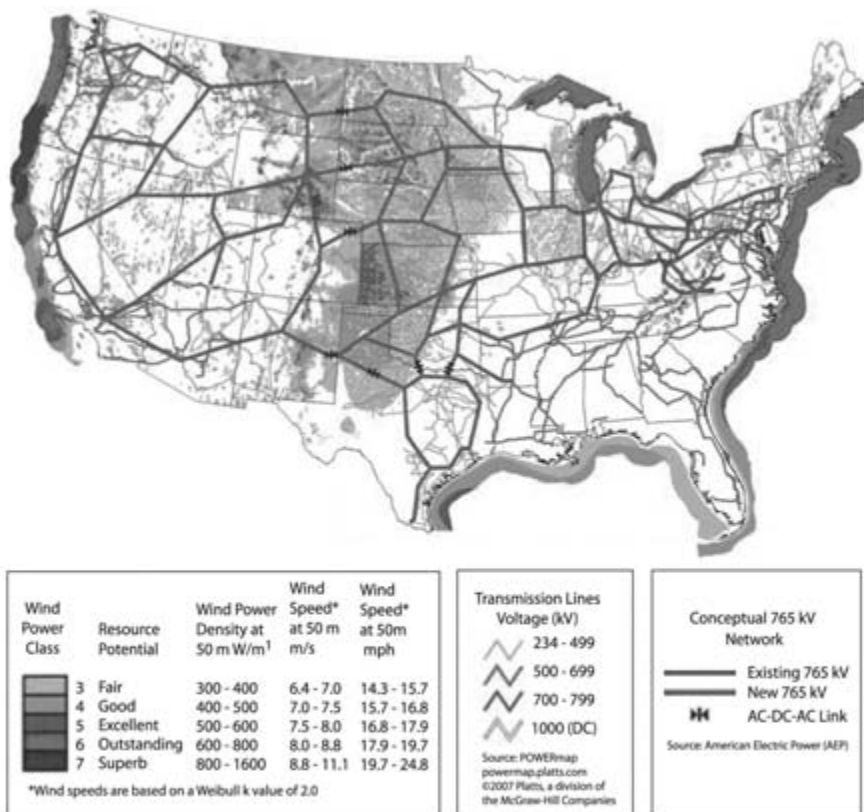 Wind Power Class
Resource Potential
Wind Power Density at 50 m W/m¹
Wind Speed* at 50 m m/s
Wind Speed* at 50m mph
3 Fair 300 - 400 6.4 - 7.0 14.3 - 15.7
4 Good 400 - 500 7.0 - 7.5 15.7 - 16.8
5 Excellent 500 - 600 7.5 - 8.0 16.8 - 17.9
6 Outstanding 600 - 800 8.0 - 8.8 17.9 - 19.7
7 Superb 800 - 1600 8.8 - 11.1 19.7 - 24.8
*Wind speeds are based on a Weibull k value of 2.0
Transmission Lines
Voltage (kV)
234 - 499
500 - 699
700 - 799
1000 (DC)
Source: POWERmap
powermap.platts.com
©2007 Platts, a division of
the McGraw-Hill Companies
Conceptual 765 kV
Network
Existing 765 kV
New 765 kV
AC-DC-AC Link
Source: American Electric Power (AEP)